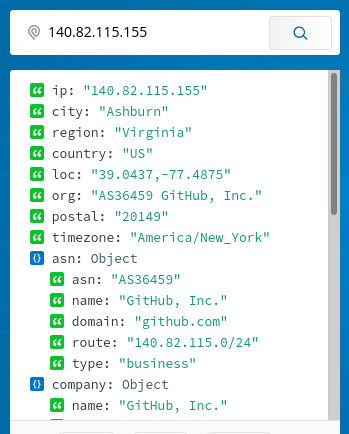 140.82.115.155
ip: "140.82.115.155"
city: "Ashburn"
region: "Virginia"
country: "US"
loc: "39.0437,-77.4875"
org: "AS36459 GitHub, Inc."
postal: "20149"
timezone: "America/New_York"
{} asn: Object
asn: "AS36459"
name: "GitHub, Inc."
domain: "github.com"
route: "140.82.115.0/24"
type: "business"
{} company: Object
name: "GitHub, Inc."